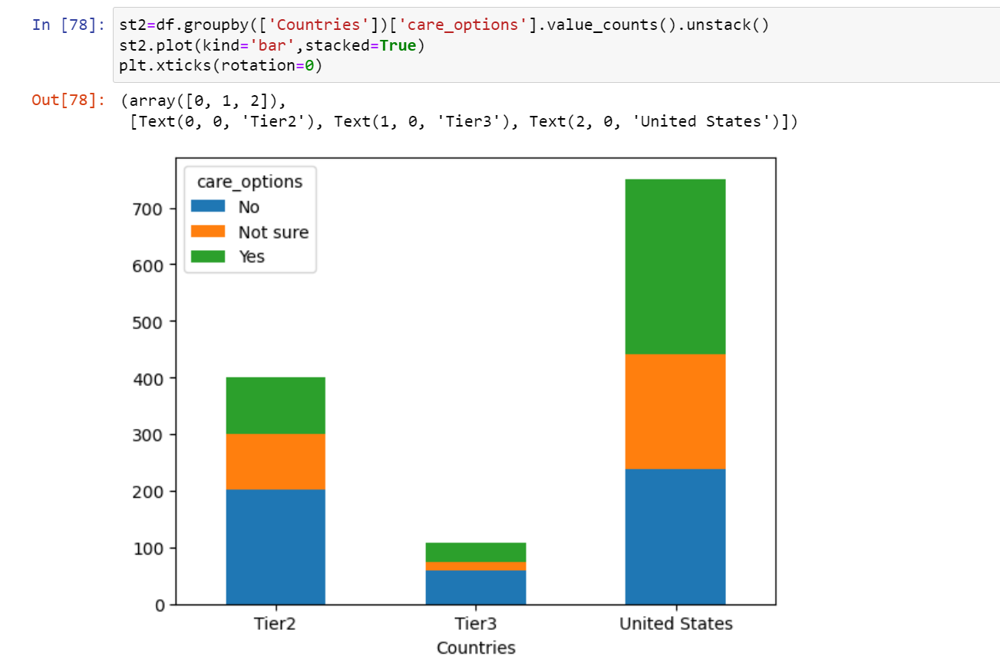 In [78]: st2=df.groupby(['Countries'])['care_options'].value_counts().unstack()
st2.plot(kind='bar',stacked=True)
plt.xticks(rotation=0)
Out[78]: (array([0, 1, 2]),
[Text(0, 0, 'Tier2'), Text(1, 0, 'Tier3'), Text(2, 0, 'United States')])
care_options
No
Not sure
Yes
700
600
500
400
300
200
100
0
Tier2 Tier3 United States
Countries